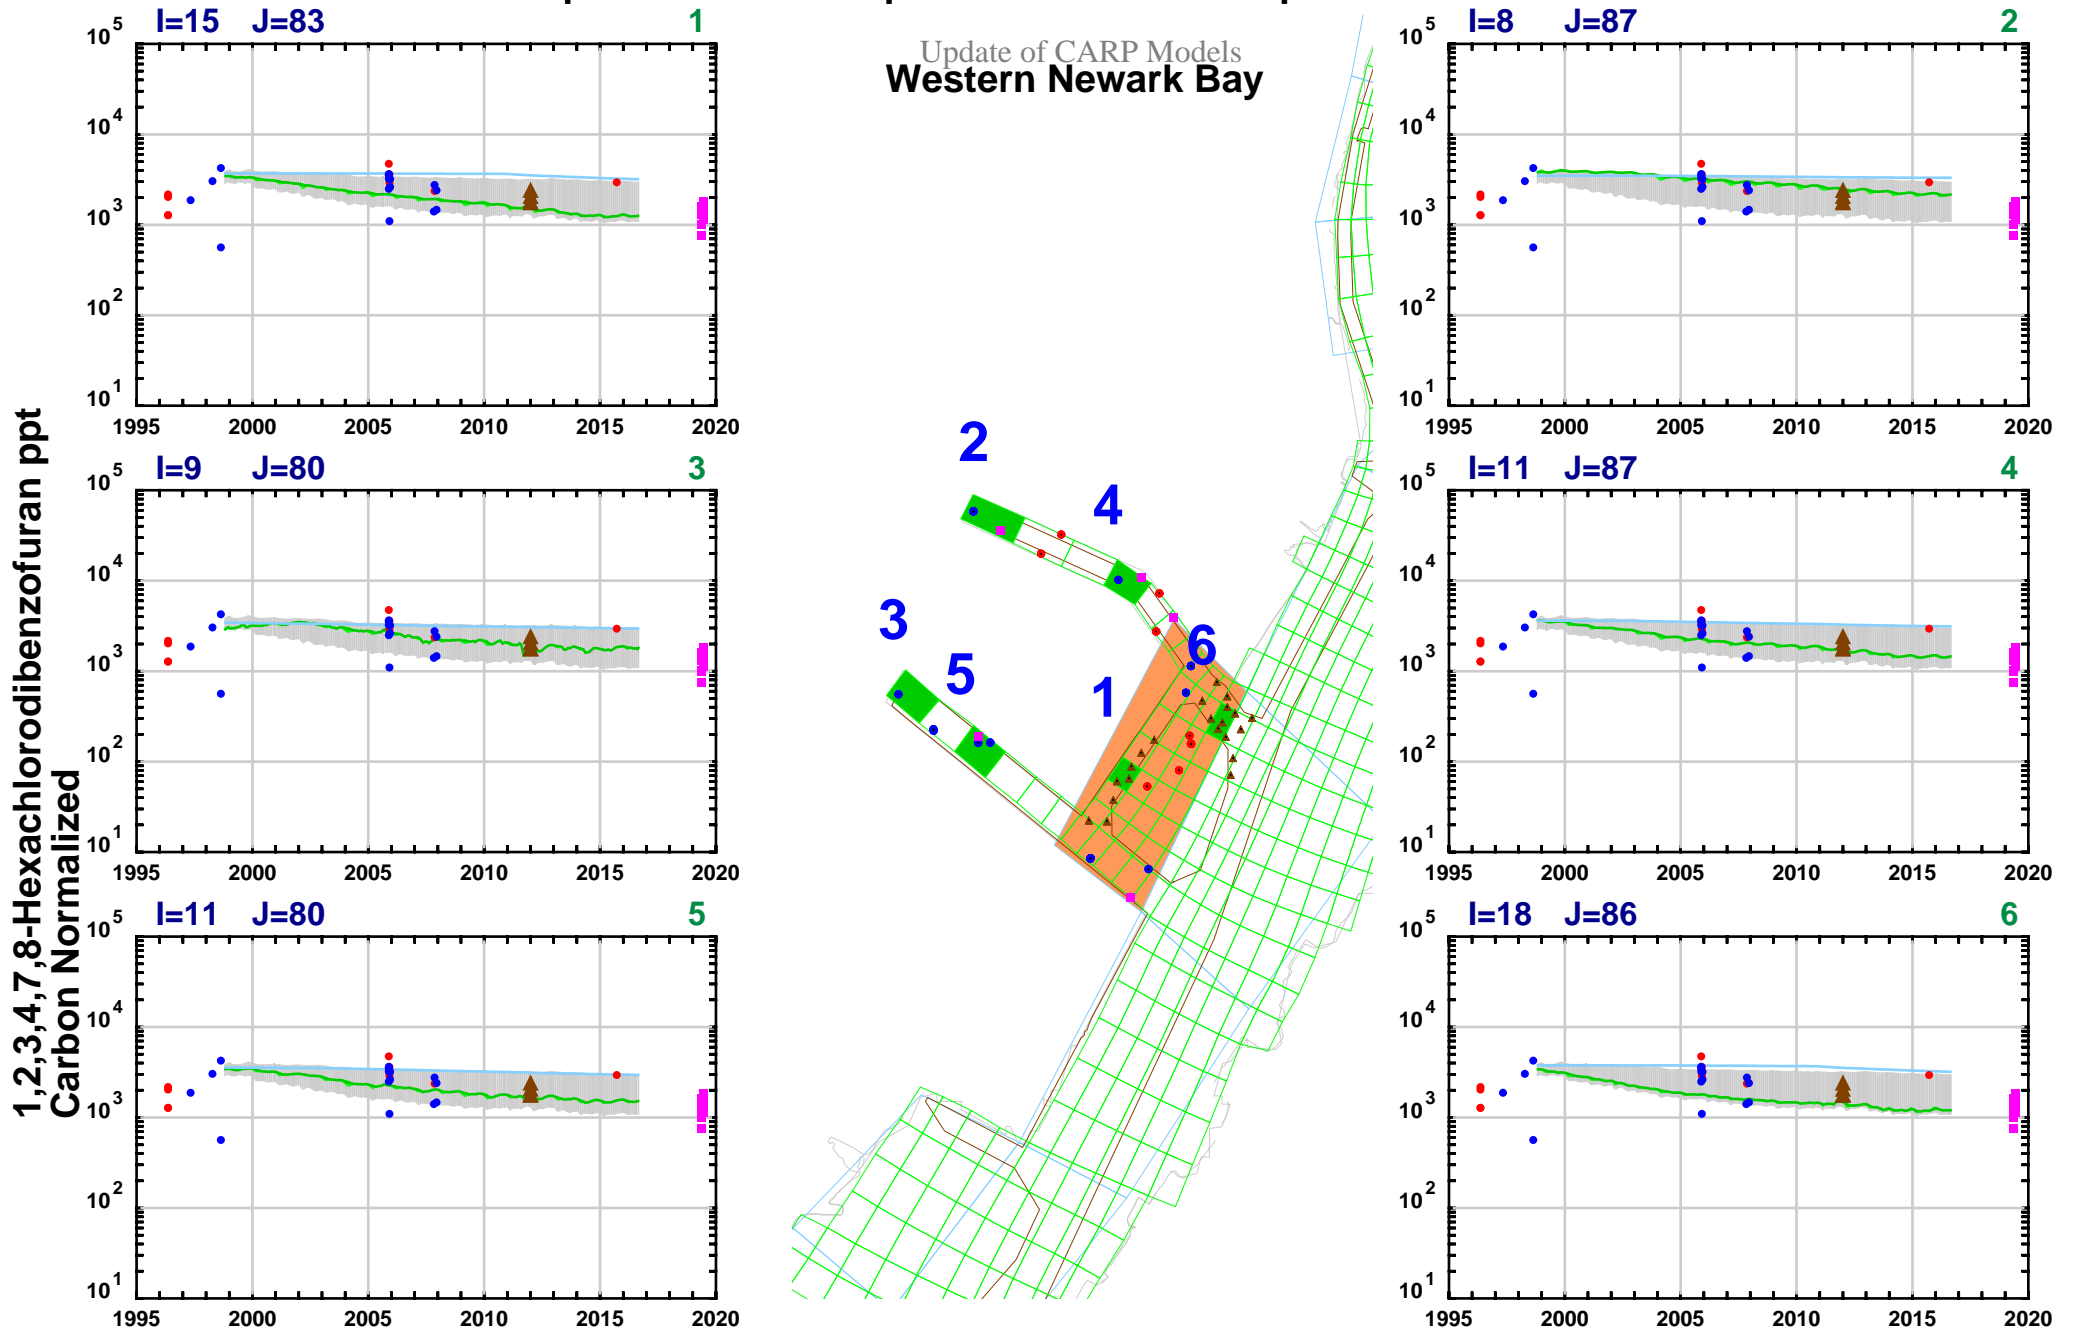 Update of CARP Models
Western Newark Bay
1,2,3,4,7,8-Hexachlorodibenzofuran ppt
Carbon Normalized
I=15 J=83 1
10^5
10^4
10^3
10^2
10^1
1995 2000 2005 2010 2015 2020
I=8 J=87 2
10^5
10^4
10^3
10^2
10^1
1995 2000 2005 2010 2015 2020
I=9 J=80 3
10^5
10^4
10^3
10^2
10^1
1995 2000 2005 2010 2015 2020
I=11 J=87 4
10^5
10^4
10^3
10^2
10^1
1995 2000 2005 2010 2015 2020
I=11 J=80 5
10^5
10^4
10^3
10^2
10^1
1995 2000 2005 2010 2015 2020
I=18 J=86 6
10^5
10^4
10^3
10^2
10^1
1995 2000 2005 2010 2015 2020
2
4
3
5
6
1